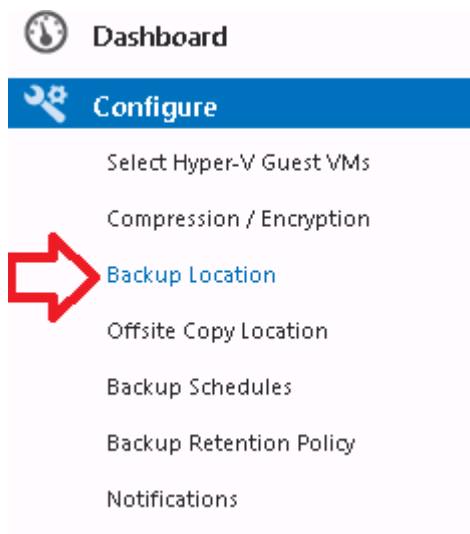 Dashboard
Configure
Select Hyper-V Guest VMs
Compression / Encryption
Backup Location
Offsite Copy Location
Backup Schedules
Backup Retention Policy
Notifications